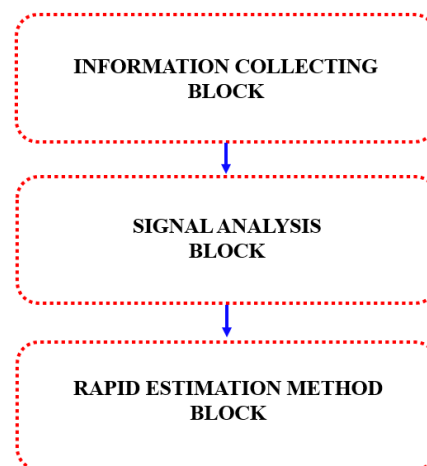 INFORMATION COLLECTING
BLOCK
SIGNAL ANALYSIS
BLOCK
RAPID ESTIMATION METHOD
BLOCK